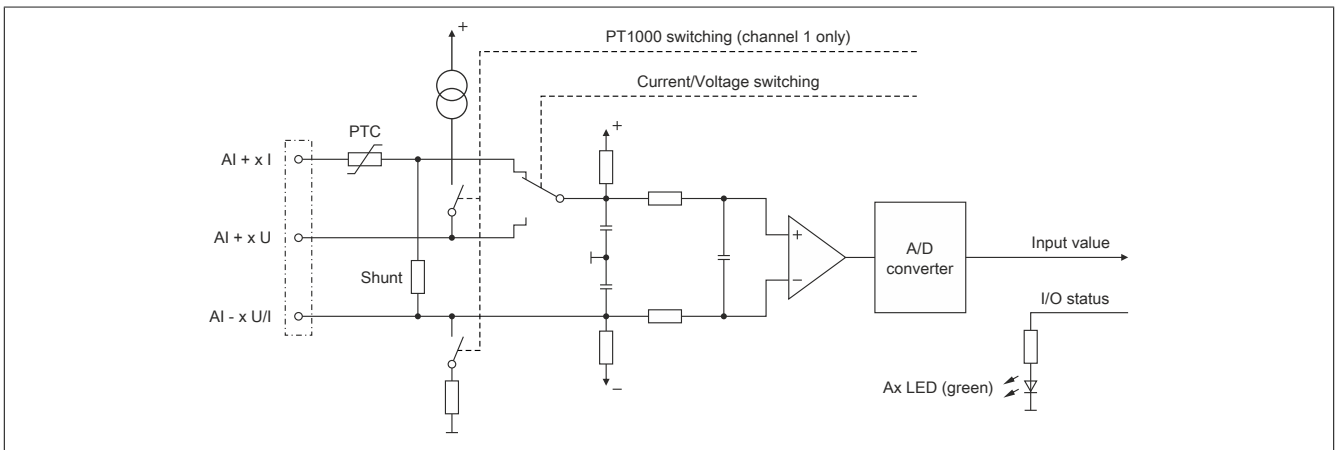 +
PT1000 switching (channel 1 only)
Current/Voltage switching
+
PTC
AI + x I
AI + x U
+
A/D
converter
Input value
Shunt
−
I/O status
AI - x U/I
−
Ax LED (green)